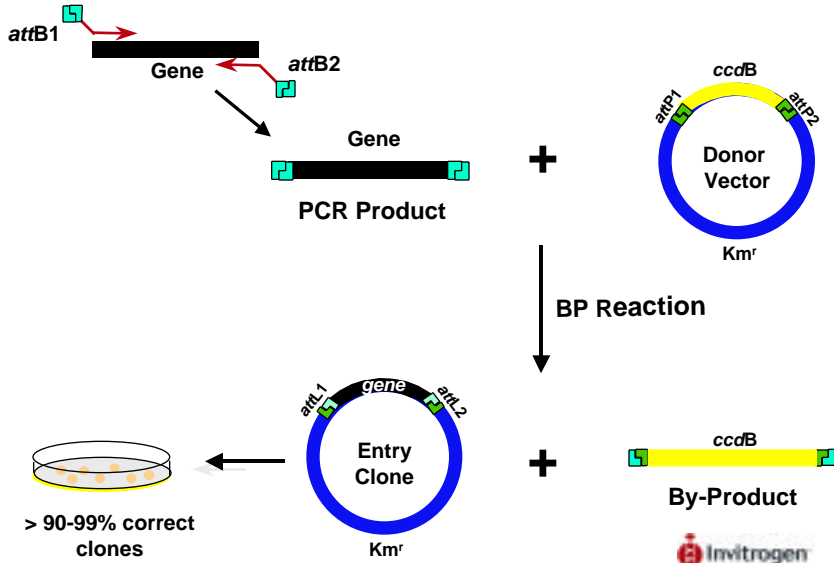 attB1
Gene
attB2
Gene
PCR Product
+
ccdB
attP1
attP2
Donor
Vector
Kmʳ
BP Reaction
attL1
gene
attL2
Entry
Clone
Kmʳ
+
ccdB
By-Product
> 90-99% correct
clones
Invitrogen